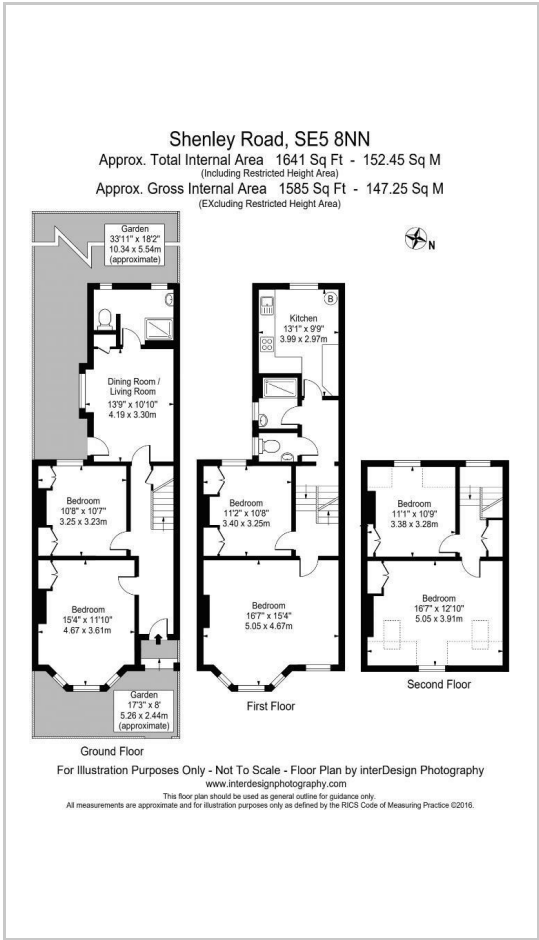 Shenley Road, SE5 8NN
Approx. Total Internal Area 1641 Sq Ft - 152.45 Sq M
(Including Restricted Height Area)
Approx. Gross Internal Area 1585 Sq Ft - 147.25 Sq M
(EXcluding Restricted Height Area)
Garden
33'11" x 18'2"
10.34 x 5.54m
(approximate)
N
Dining Room /
Living Room
13'9" x 10'10"
4.19 x 3.30m
Bedroom
10'8" x 10'7"
3.25 x 3.23m
Bedroom
15'4" x 11'10"
4.67 x 3.61m
Garden
17'3" x 8'
5.26 x 2.44m
(approximate)
Ground Floor
B
Kitchen
13'1" x 9'9"
3.99 x 2.97m
Bedroom
11'2" x 10'8"
3.40 x 3.25m
Bedroom
16'7" x 15'4"
5.05 x 4.67m
First Floor
Bedroom
11'1" x 10'9"
3.38 x 3.28m
Bedroom
16'7" x 12'10"
5.05 x 3.91m
Second Floor
For Illustration Purposes Only - Not To Scale - Floor Plan by interDesign Photography
www.interdesignphotography.com
This floor plan should be used as general outline for guidance only.
All measurements are approximate and for illustration purposes only as defined by the RICS Code of Measuring Practice ©2016.